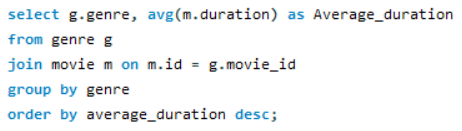 select g.genre, avg(m.duration) as Average_duration
from genre g
join movie m on m.id = g.movie_id
group by genre
order by average_duration desc;